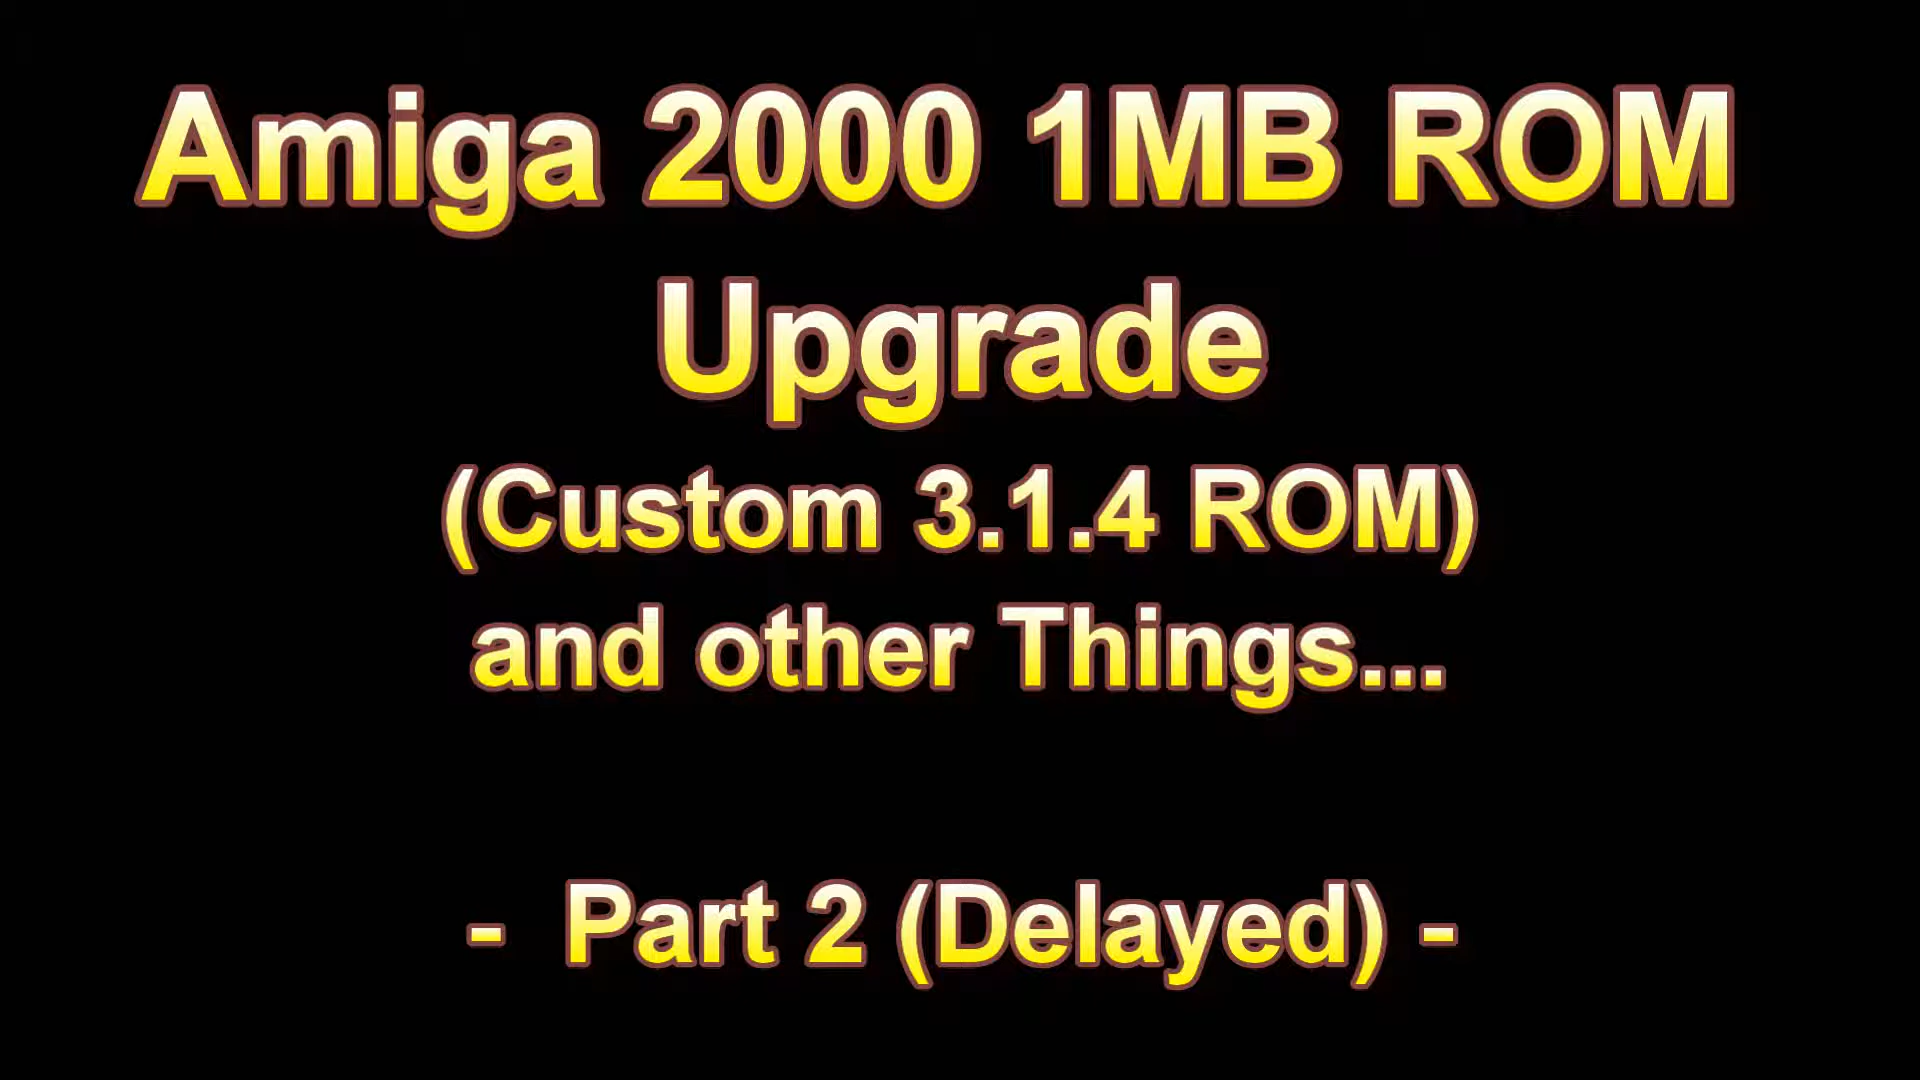 Amiga 2000 1MB ROM
Upgrade
(Custom 3.1.4 ROM)
and other Things...
- Part 2 (Delayed) -